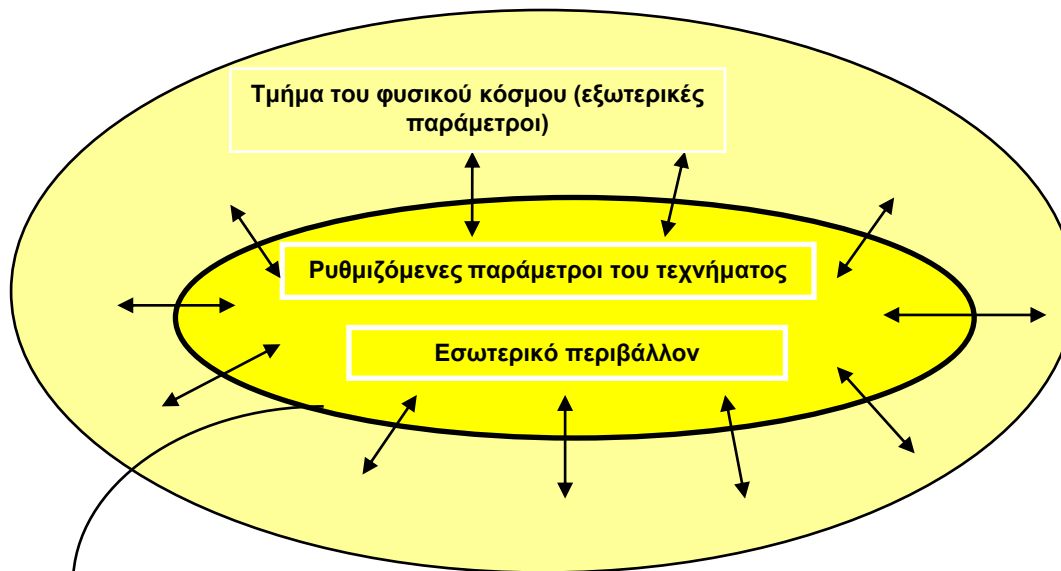 Τμήμα του φυσικού κόσμου (εξωτερικές
παράμετροι)
Ρυθμιζόμενες παράμετροι του τεχνήματος
Εσωτερικό περιβάλλον